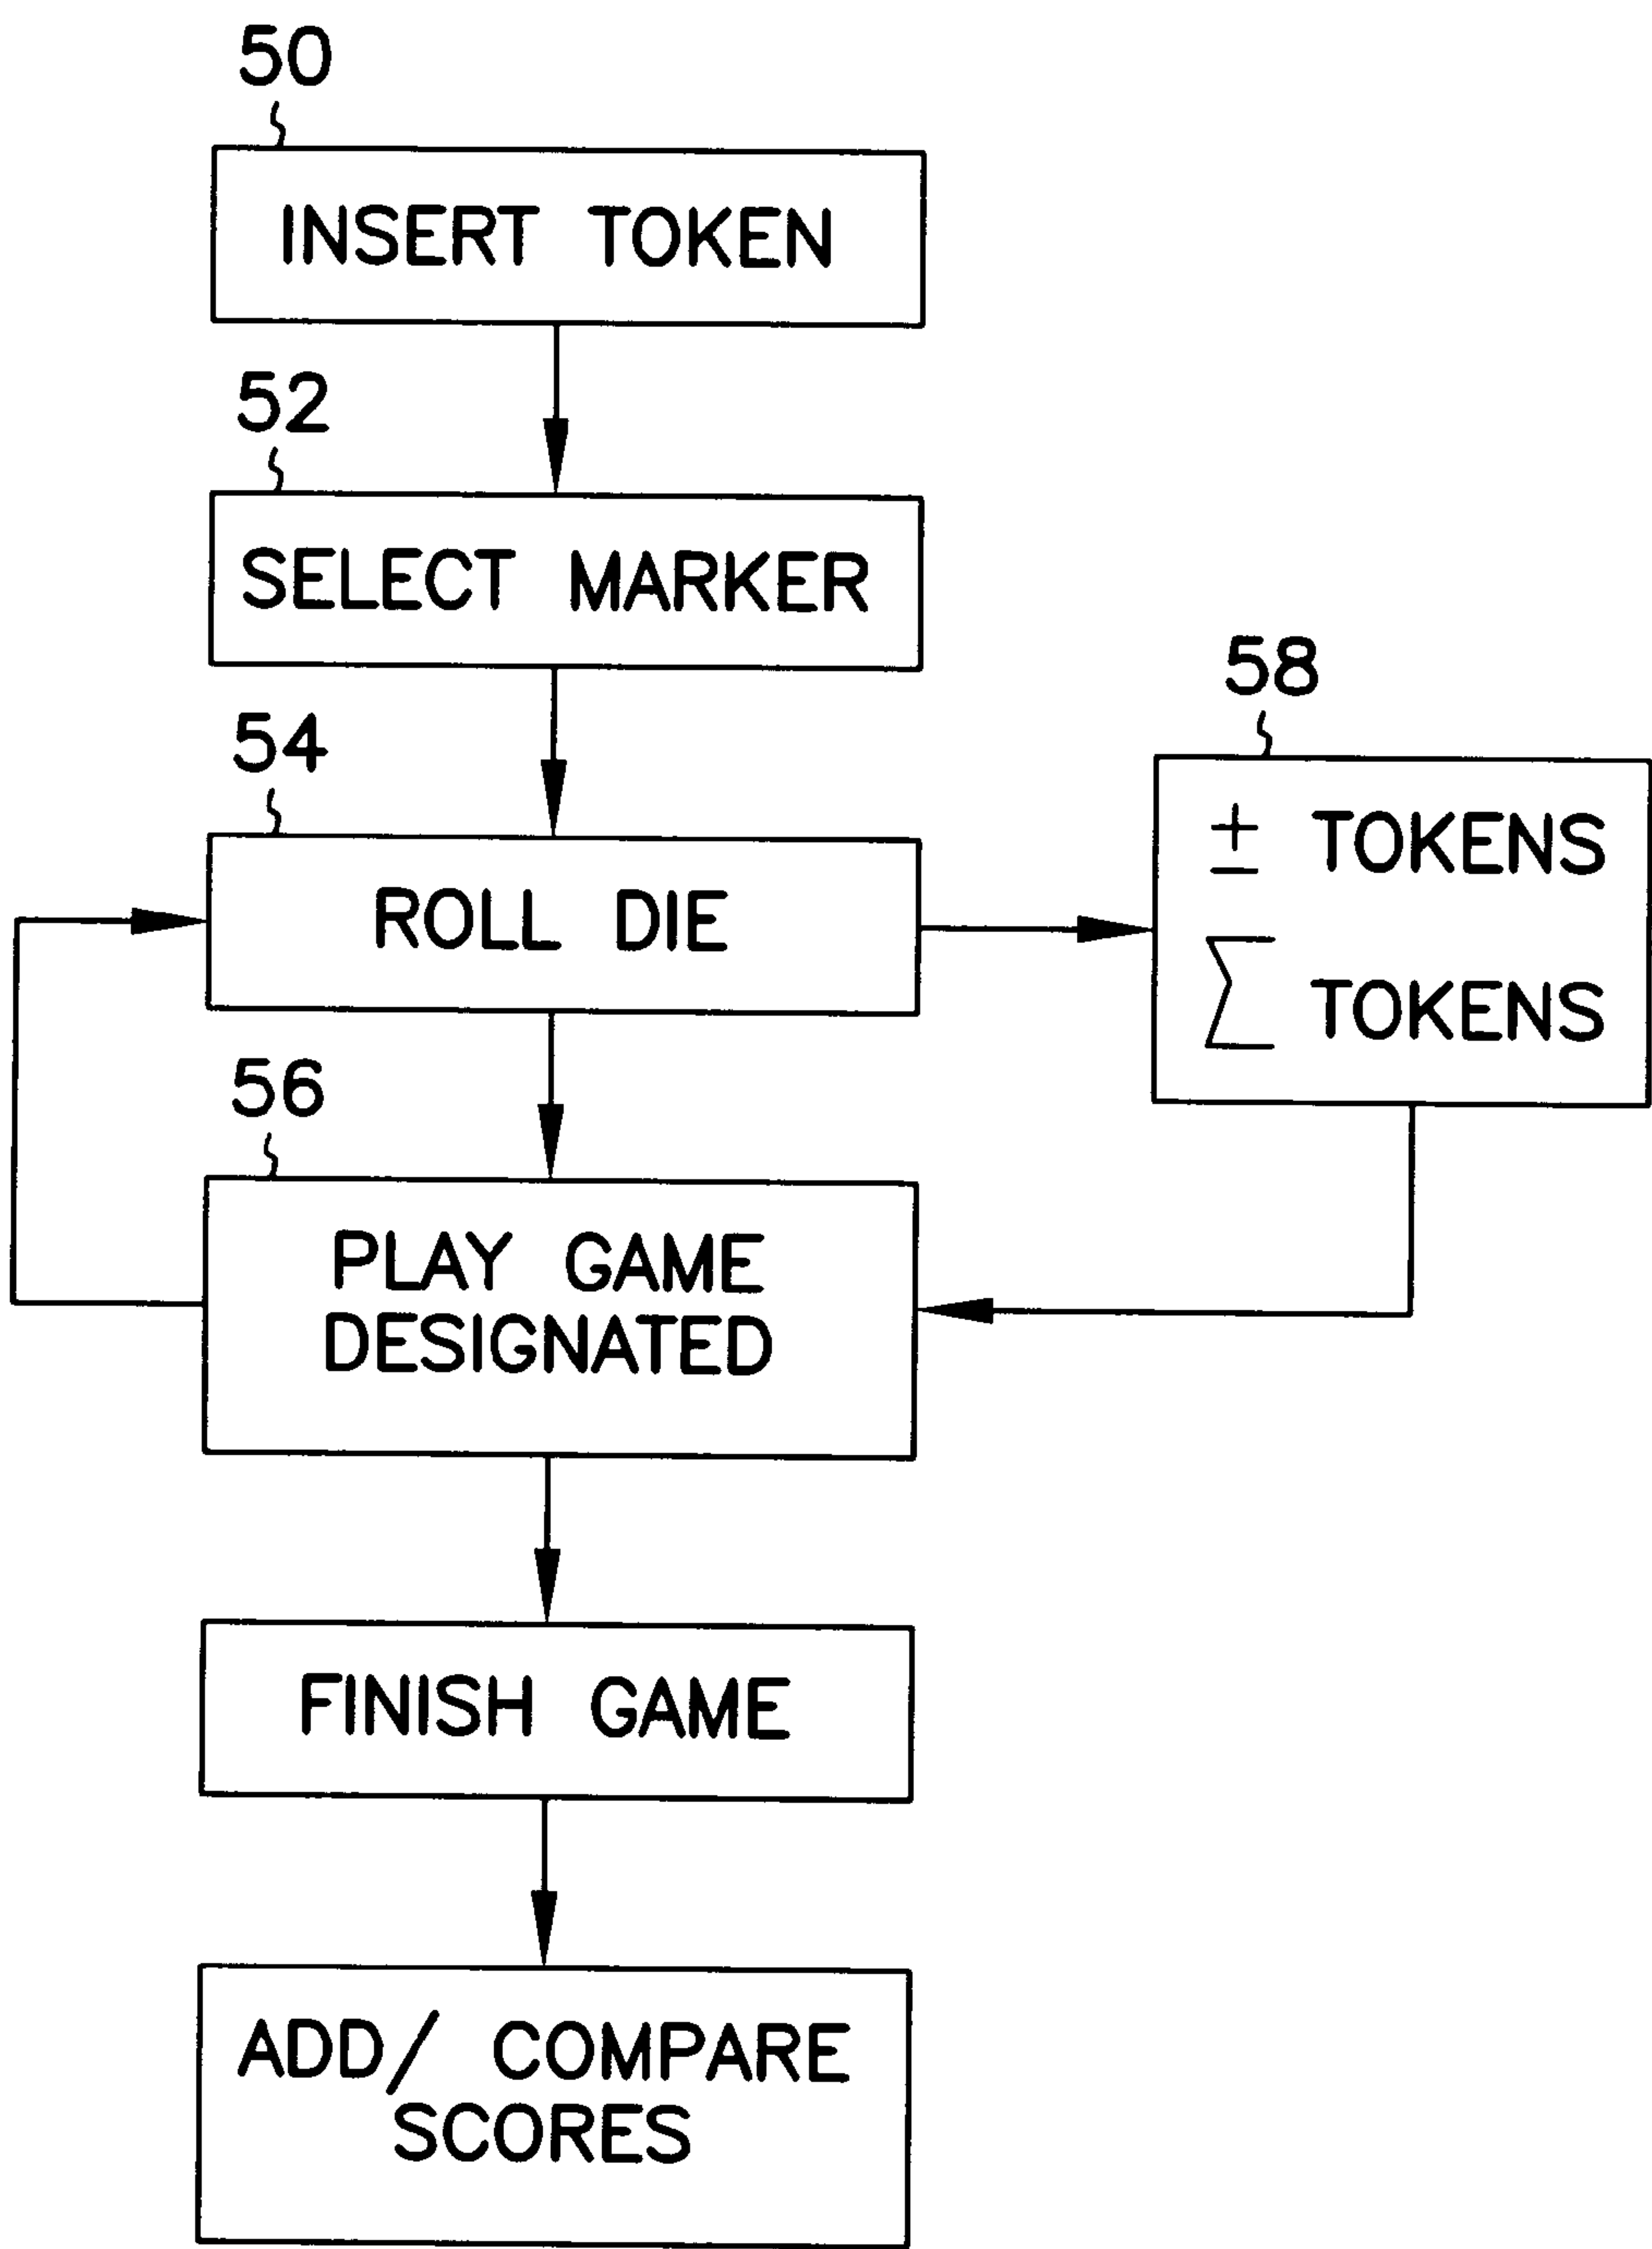 50
INSERT TOKEN
52
SELECT MARKER
54
ROLL DIE
58
± TOKENS
∑ TOKENS
56
PLAY GAME
DESIGNATED
FINISH GAME
ADD/ COMPARE
SCORES